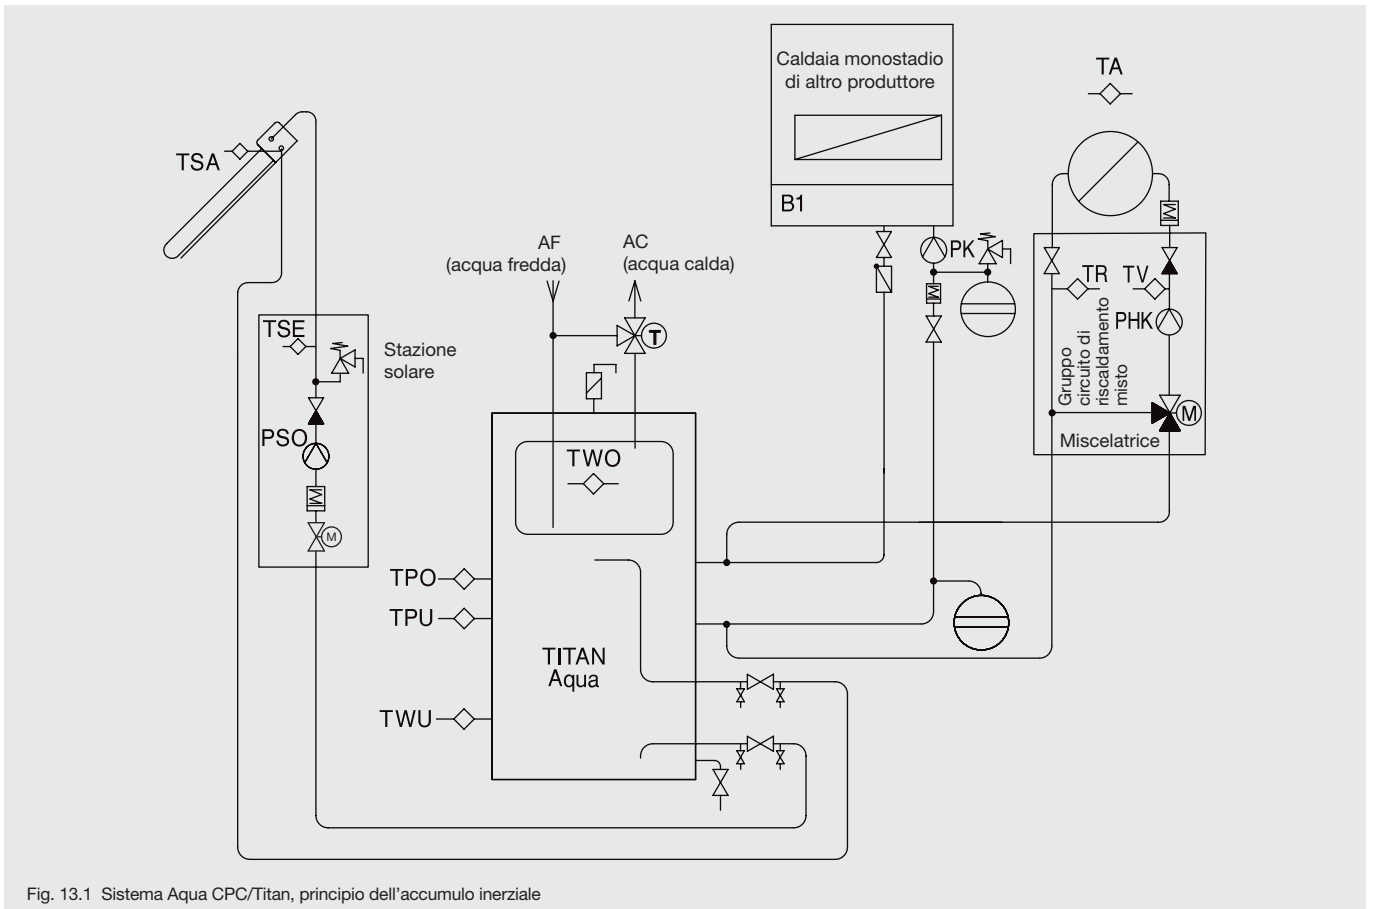 Caldaia monostadio
di altro produttore
B1
TA
TSA
AF
(acqua fredda)
AC
(acqua calda)
PK
TR
TV
PHK
Gruppo
circuito di
riscaldamento
misto
M
Miscelatrice
TSE
Stazione
solare
T
PSO
M
TWO
TPO
TPU
TITAN
Aqua
TWU
Fig. 13.1 Sistema Aqua CPC/Titan, principio dell'accumulo inerziale